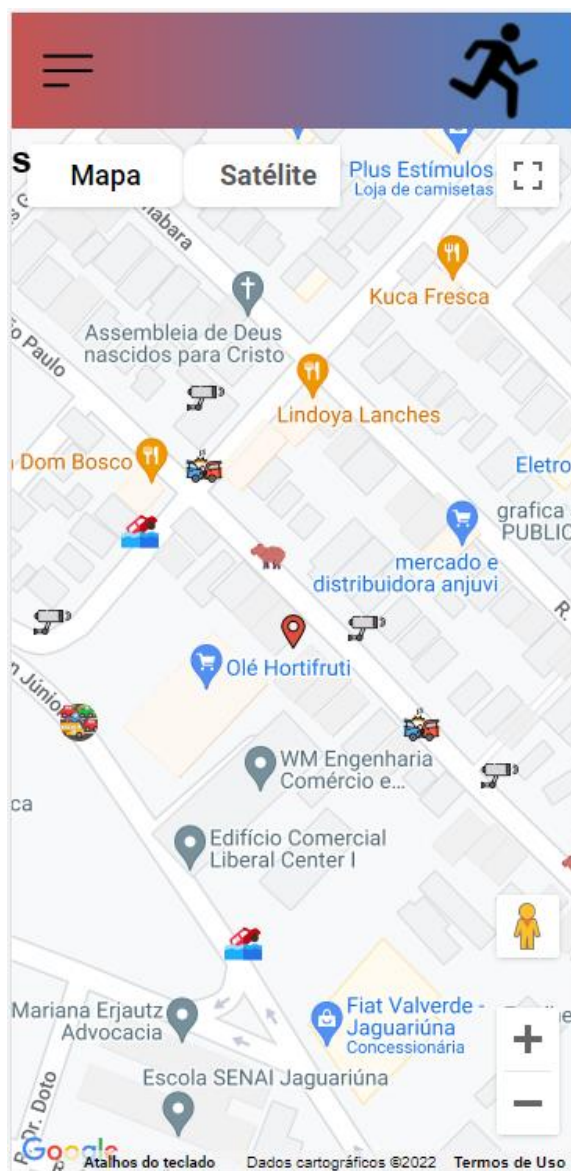 s
Mapa
Satélite
Plus Estímulos
Loja de camisetas
Kuca Fresca
Assembleia de Deus
nascidos para Cristo
Paulo
Lindoya Lanches
Dom Bosco
Eletro
grafica
PUBLIC
mercado e
distribuidora anjuvi
R.
Olé Hortifruti
Júnior
WM Engenharia
Comércio e...
ca
Edifício Comercial
Liberal Center I
Mariana Erjautz
Advocacia
Fiat Valverde -
Jaguariúna
Concessionária
Escola SENAI Jaguariúna
R. Dr. Doto
Google
Atalhos do teclado
Dados cartográficos ©2022
Termos de Uso